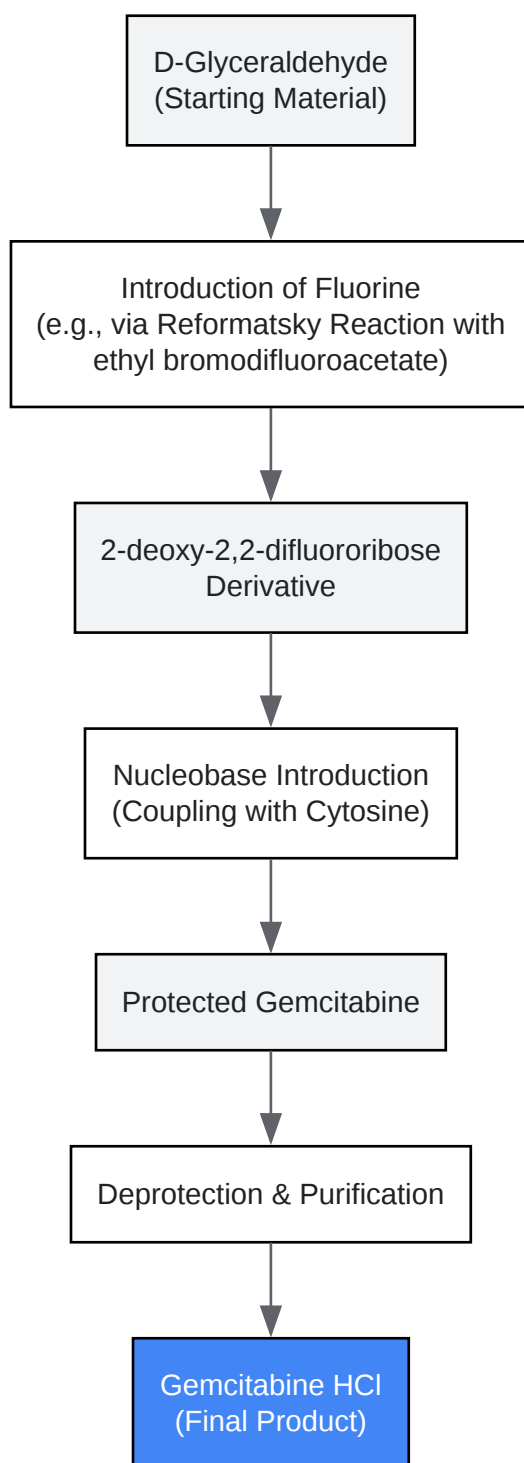 D-Glyceraldehyde
(Starting Material)
Introduction of Fluorine
(e.g., via Reformatsky Reaction with
ethyl bromodifluoroacetate)
2-deoxy-2,2-difluororibose
Derivative
Nucleobase Introduction
(Coupling with Cytosine)
Protected Gemcitabine
Deprotection & Purification
Gemcitabine HCl
(Final Product)